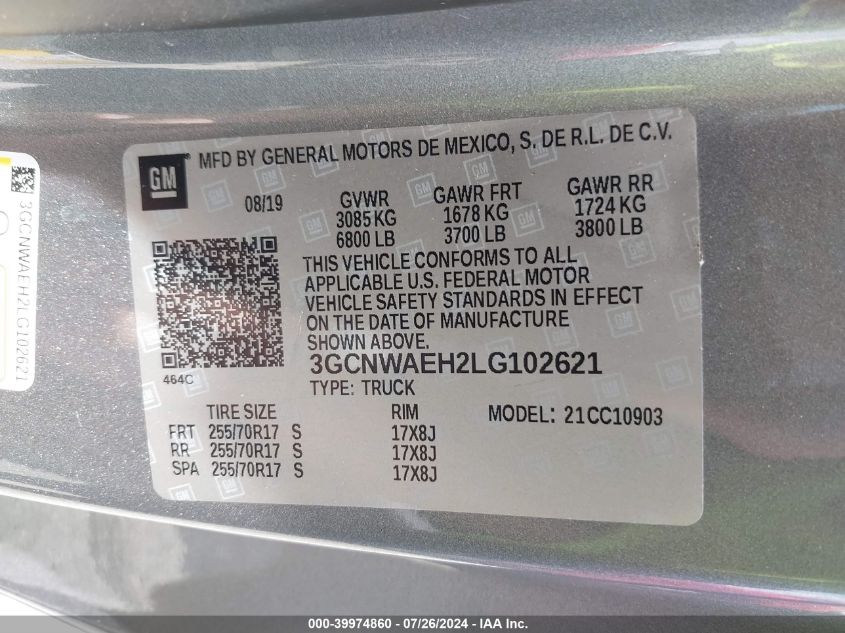 3GCNWAEH2LG102621
GM
MFD BY GENERAL MOTORS DE MEXICO, S. DE R.L. DE C.V.
08/19 GVWR GAWR FRT GAWR RR
3085 KG 1678 KG 1724 KG
6800 LB 3700 LB 3800 LB
THIS VEHICLE CONFORMS TO ALL
APPLICABLE U.S. FEDERAL MOTOR
VEHICLE SAFETY STANDARDS IN EFFECT
ON THE DATE OF MANUFACTURE
SHOWN ABOVE.
464C
3GCNWAEH2LG102621
TYPE: TRUCK
TIRE SIZE RIM MODEL: 21CC10903
FRT 255/70R17 S 17X8J
RR 255/70R17 S 17X8J
SPA 255/70R17 S 17X8J
000-39974860 - 07/26/2024 - IAA, Inc.